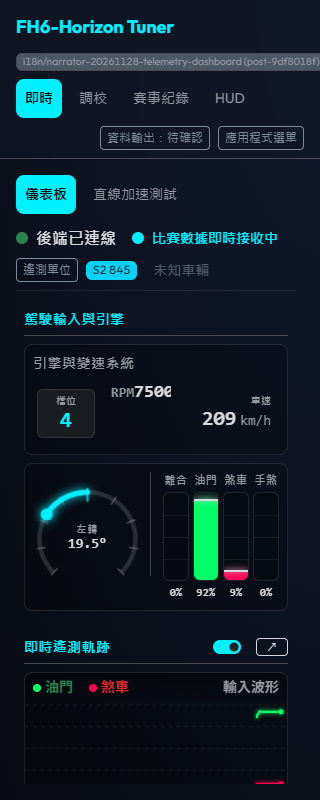 FH6-Horizon Tuner
i18n/narrator-20261128-telemetry-dashboard (post-9df8018f)
即時 調校 賽事紀錄 HUD
資料輸出：待確認 應用程式選單
儀表板 直線加速測試
後端已連線 比賽數據即時接收中
遙測單位 S2 845 未知車輛
駕駛輸入與引擎
引擎與變速系統
檔位
4
RPM7500
車速
209 km/h
左轉
19.5°
離合 油門 煞車 手煞
0% 92% 9% 0%
即時遙測軌跡 ↗
油門 煞車 輸入波形